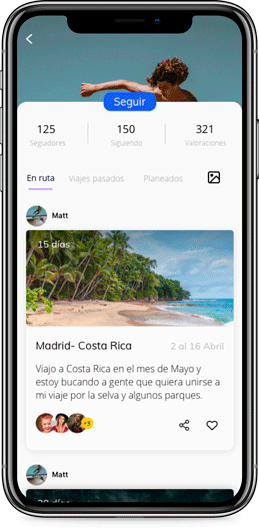 Seguir
125 150 321
Seguidores Siguiendo Valoraciones
En ruta Viajes pasados Planeados
Matt
15 días
Madrid- Costa Rica 2 al 16 Abril
Viajo a Costa Rica en el mes de Mayo y
estoy bucando a gente que quiera unirse a
mi viaje por la selva y algunos parques.
+3
Matt